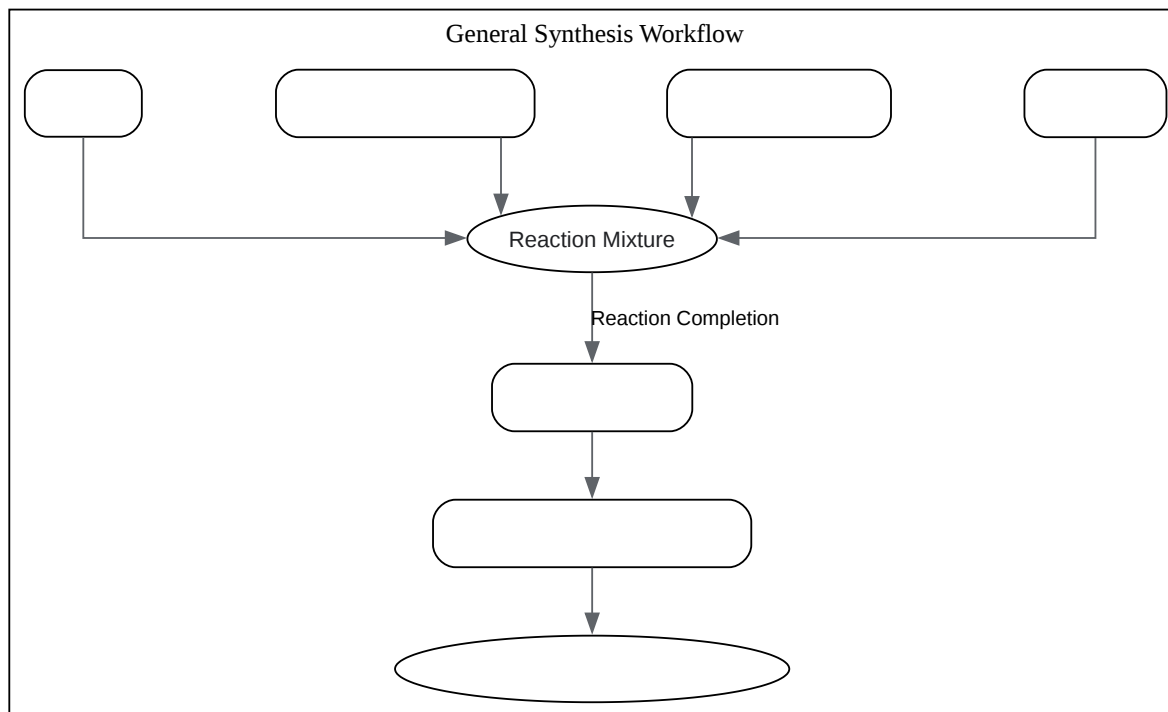 General Synthesis Workflow
Reaction Mixture
Reaction Completion